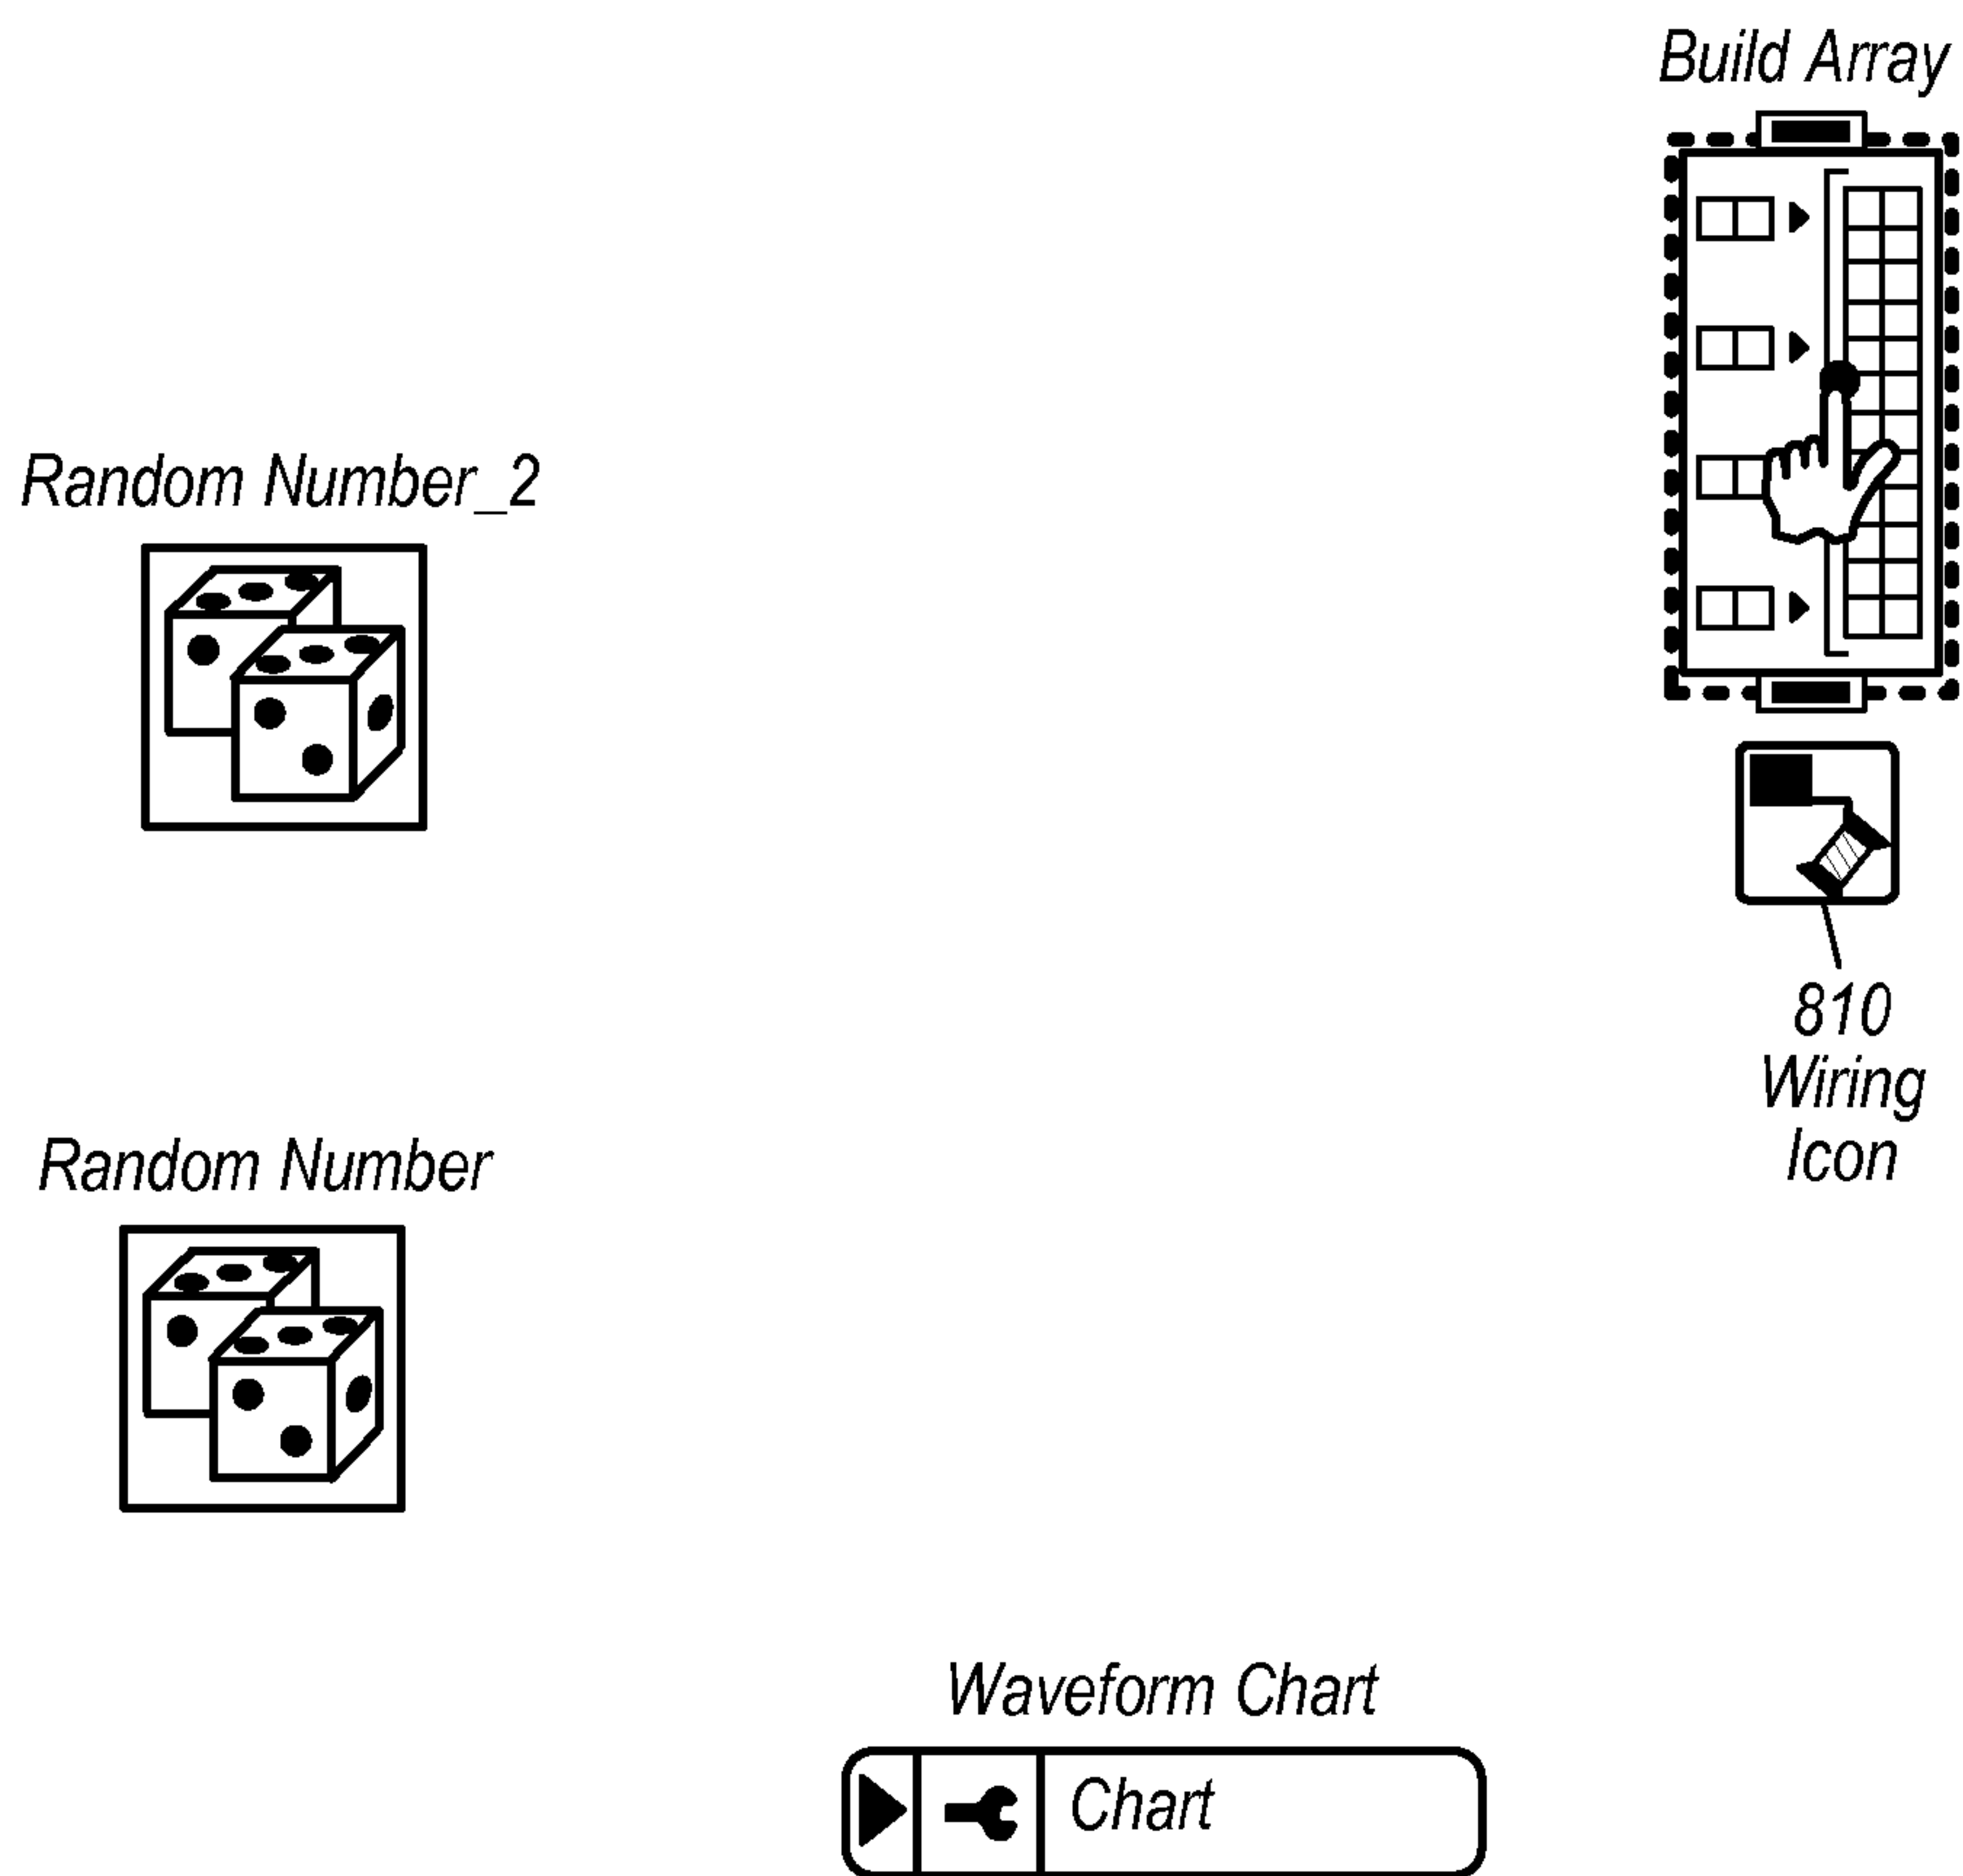 Build Array
Random Number_2
810
Wiring
Icon
Random Number
Waveform Chart
Chart